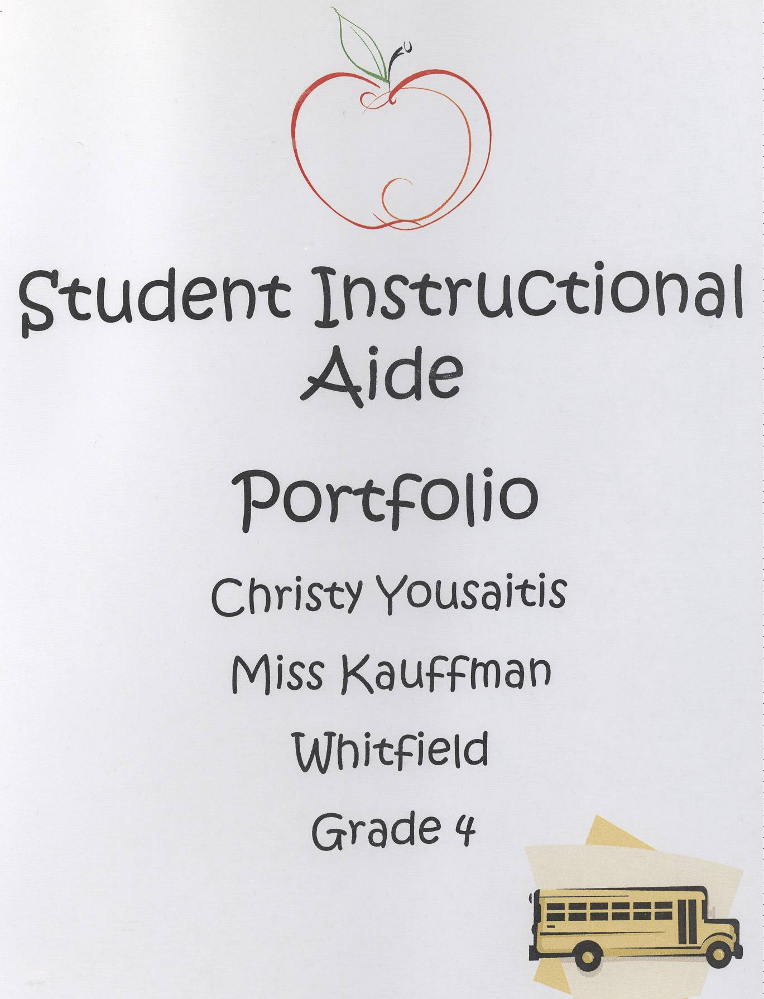 Student Instructional
Aide
Portfolio
Christy Yousaitis
Miss Kauffman
Whitfield
Grade 4